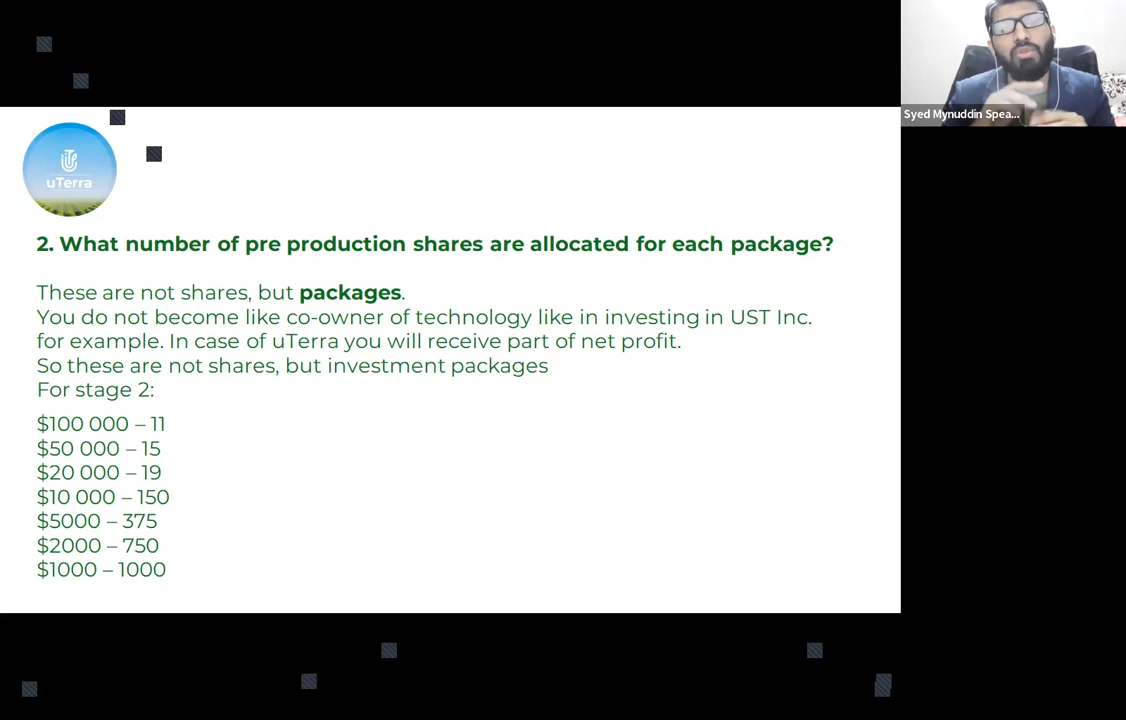 Syed Mynuddin Spea...
uTerra
2. What number of pre production shares are allocated for each package?
These are not shares, but packages.
You do not become like co-owner of technology like in investing in UST Inc.
for example. In case of uTerra you will receive part of net profit.
So these are not shares, but investment packages
For stage 2:
$100 000 – 11
$50 000 – 15
$20 000 – 19
$10 000 – 150
$5000 – 375
$2000 – 750
$1000 – 1000